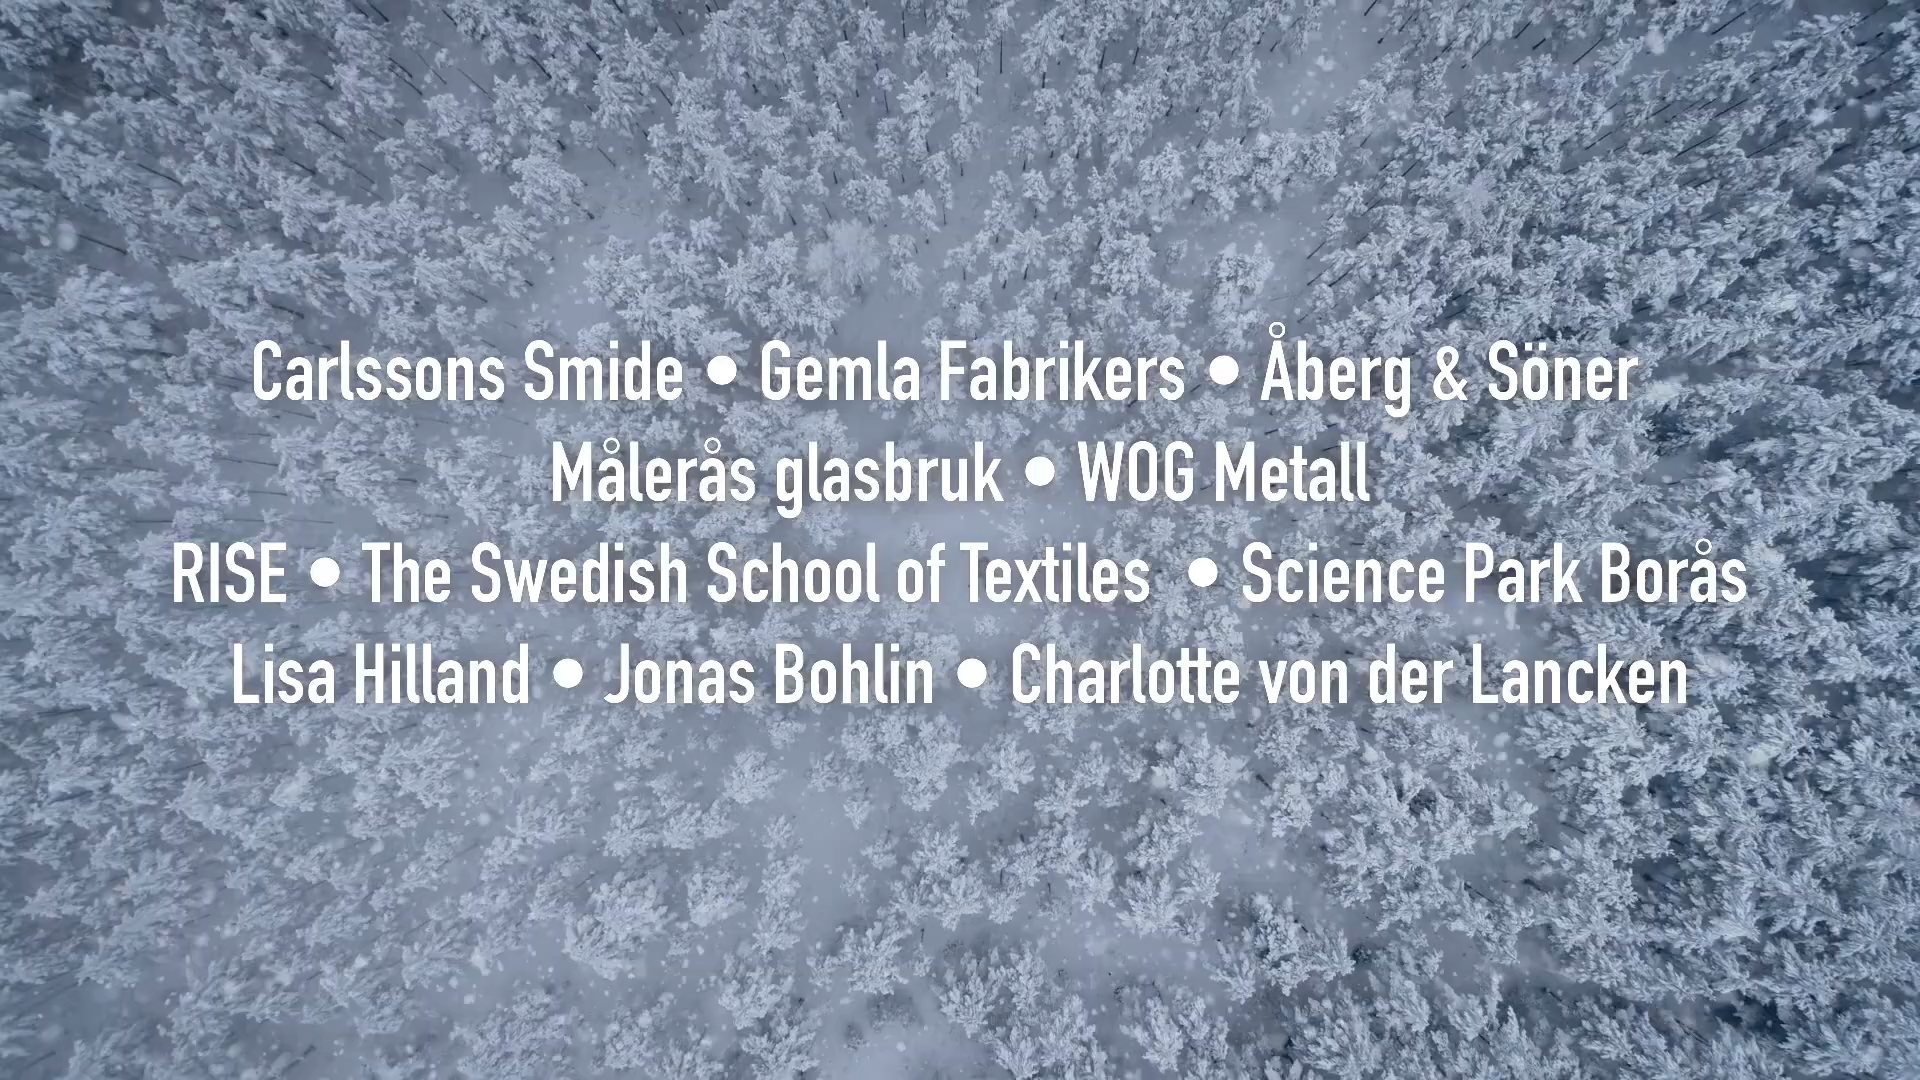 Carlssons Smide • Gemla Fabrikers • Åberg & Söner
Målerås glasbruk • WOG Metall
RISE • The Swedish School of Textiles • Science Park Borås
Lisa Hilland • Jonas Bohlin • Charlotte von der Lancken